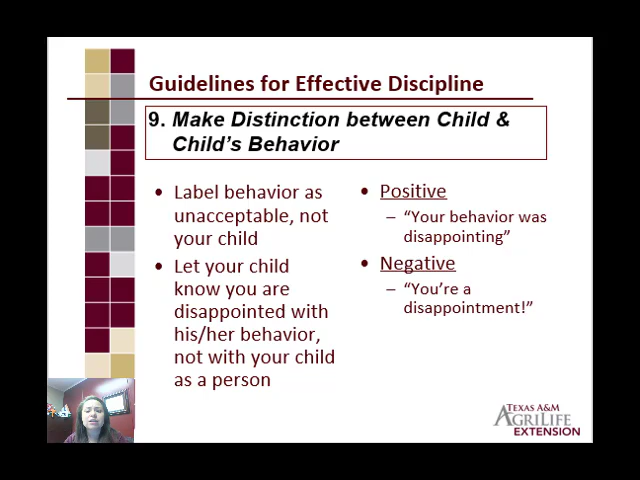 Guidelines for Effective Discipline
9. Make Distinction between Child &
Child's Behavior
• Label behavior as
unacceptable, not
your child
• Let your child
know you are
disappointed with
his/her behavior,
not with your child
as a person
• Positive
– “Your behavior was
disappointing”
• Negative
– “You're a
disappointment!”
TEXAS A&M
AGRILIFE
EXTENSION